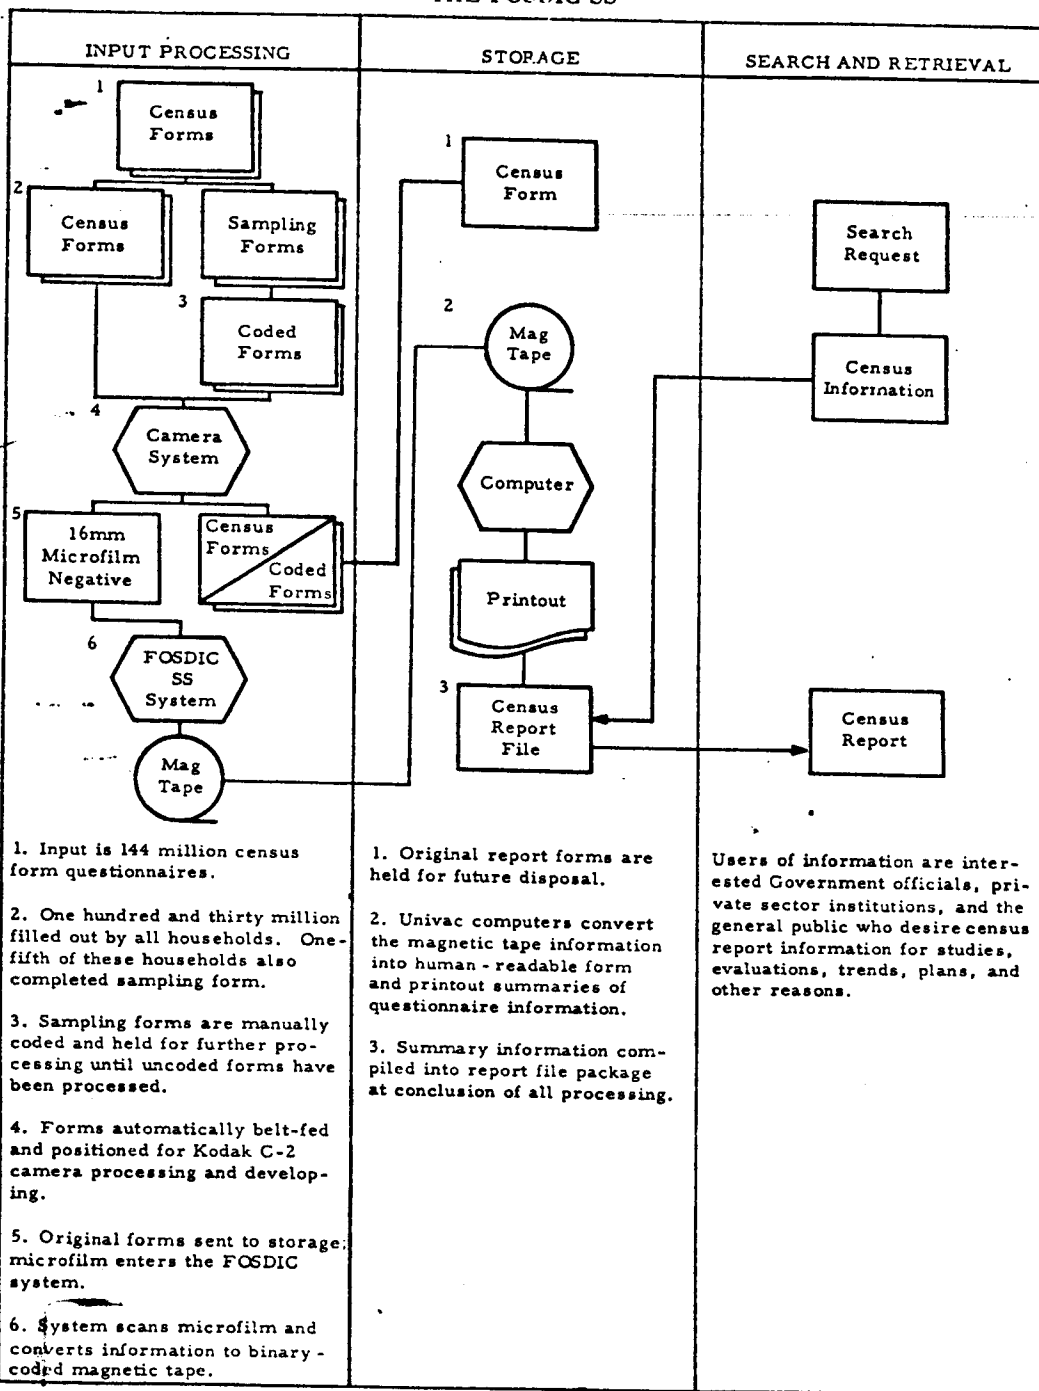 INPUT PROCESSING
1
Census
Forms
2
Census
Forms
Sampling
Forms
3
Coded
Forms
4
Camera
System
5
16mm
Microfilm
Negative
Census
Forms
Coded
Forms
6
FOSDIC
SS
System
Mag
Tape
1. Input is 144 million census
form questionnaires.
2. One hundred and thirty million
filled out by all households. One-
fifth of these households also
completed sampling form.
3. Sampling forms are manually
coded and held for further pro-
cessing until uncoded forms have
been processed.
4. Forms automatically belt-fed
and positioned for Kodak C-2
camera processing and develop-
ing.
5. Original forms sent to storage;
microfilm enters the FOSDIC
system.
6. System scans microfilm and
converts information to binary-
coded magnetic tape.
STORAGE
1
Census
Form
2
Mag
Tape
Computer
Printout
3
Census
Report
File
1. Original report forms are
held for future disposal.
2. Univac computers convert
the magnetic tape information
into human-readable form
and printout summaries of
questionnaire information.
3. Summary information com-
piled into report file package
at conclusion of all processing.
SEARCH AND RETRIEVAL
Search
Request
Census
Information
Census
Report
Users of information are inter-
ested Government officials, pri-
vate sector institutions, and the
general public who desire census
report information for studies,
evaluations, trends, plans, and
other reasons.